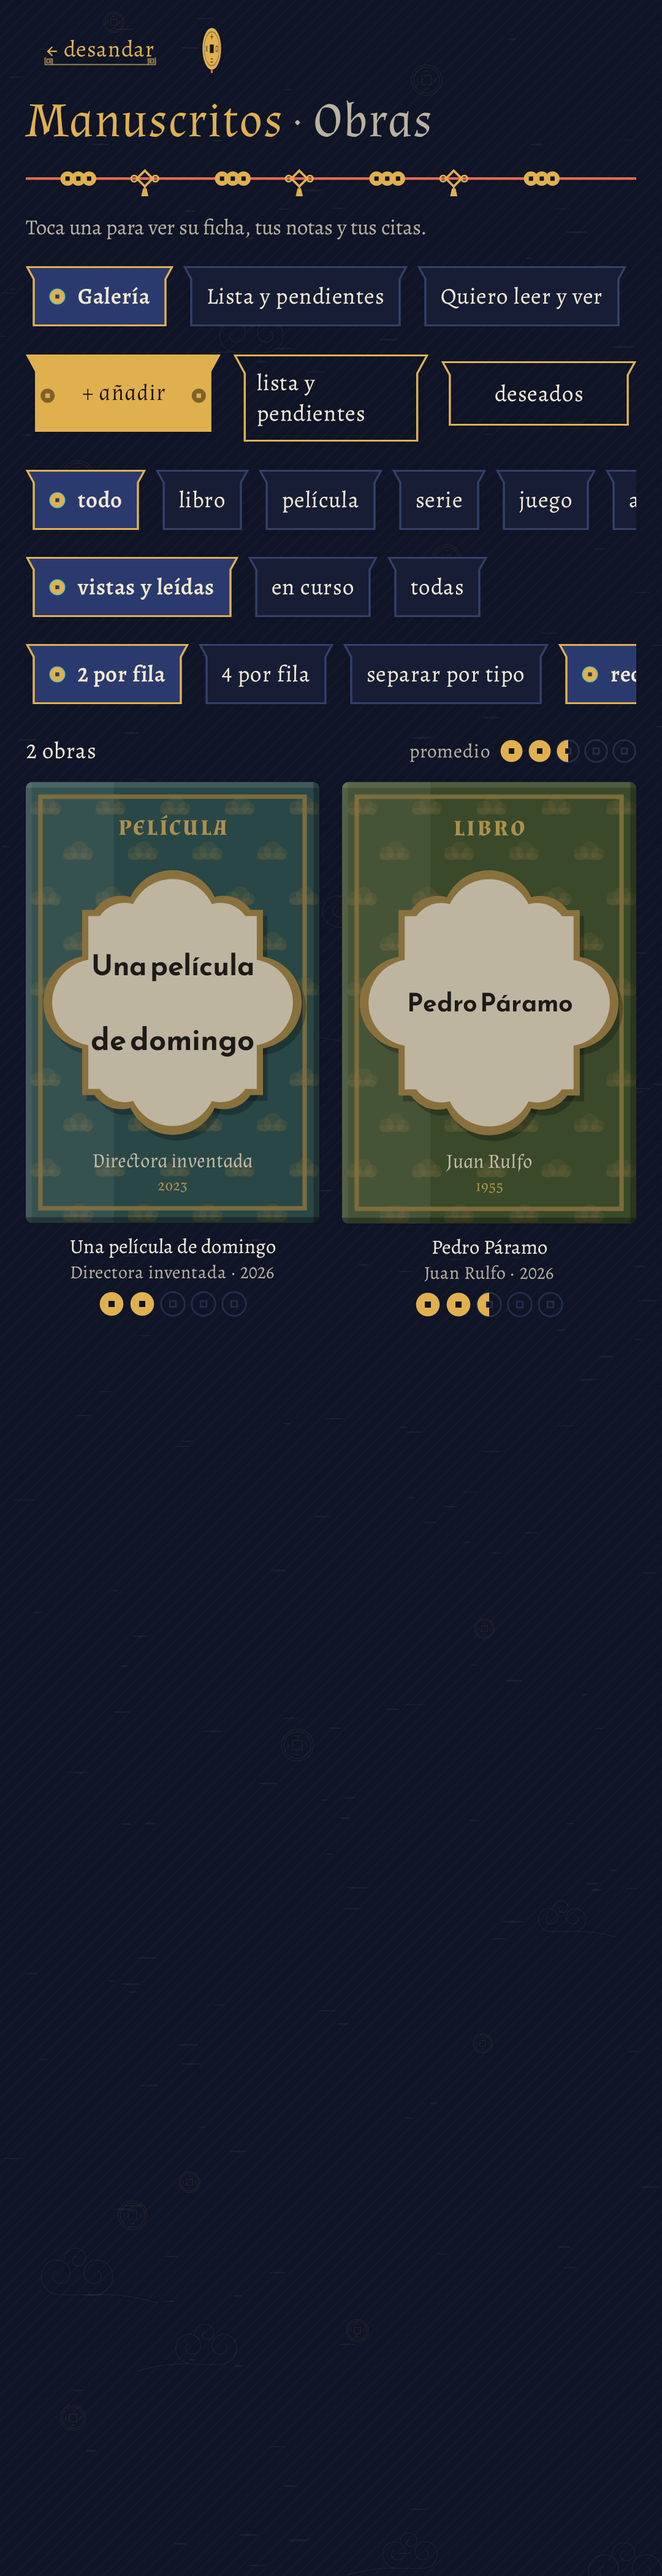 ← desandar
Manuscritos · Obras
Toca una para ver su ficha, tus notas y tus citas.
Galería Lista y pendientes Quiero leer y ver
+ añadir lista y pendientes deseados
todo libro película serie juego
vistas y leídas en curso todas
2 por fila 4 por fila separar por tipo
2 obras promedio
PELÍCULA
Una película
de domingo
Directora inventada
2023
Una película de domingo
Directora inventada · 2026
LIBRO
Pedro Páramo
Juan Rulfo
1955
Pedro Páramo
Juan Rulfo · 2026